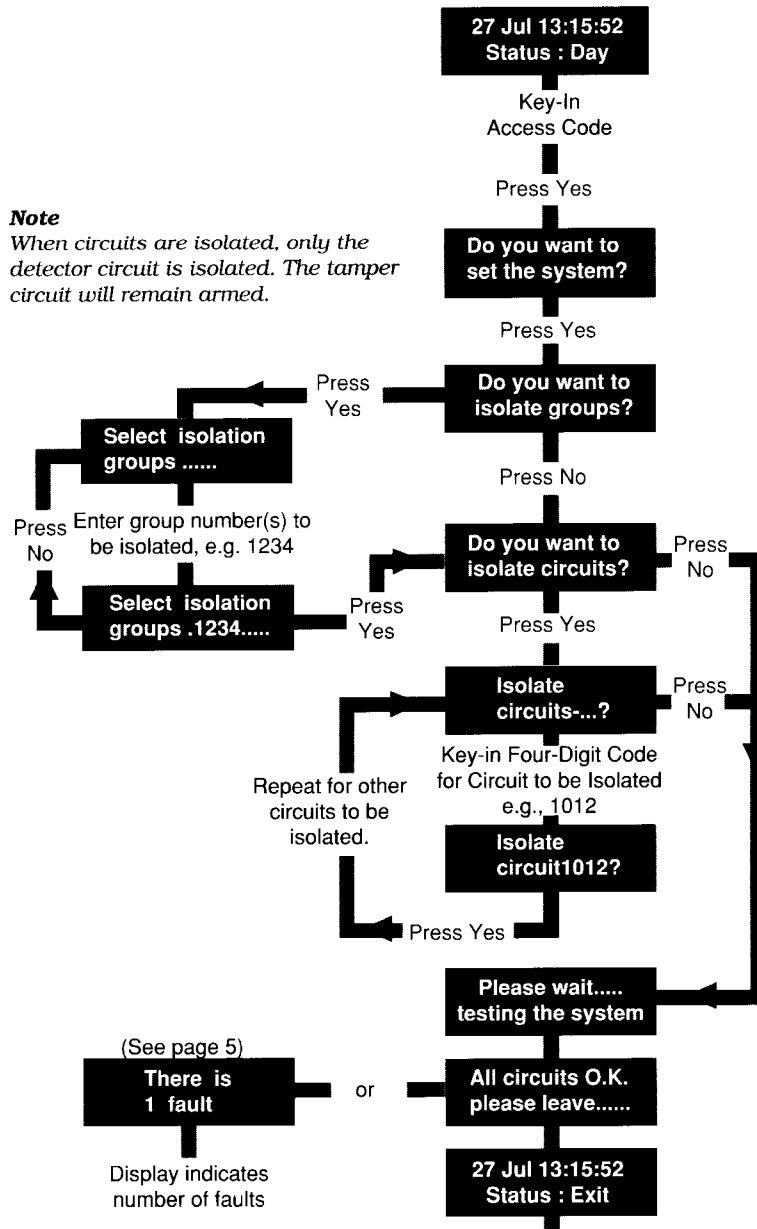 27 Jul 13:15:52
Status : Day
Key-In
Access Code
Press Yes
Note
When circuits are isolated, only the
detector circuit is isolated. The tamper
circuit will remain armed.
Do you want to
set the system?
Press Yes
Do you want to
isolate groups?
Press
Yes
Select isolation
groups ......
Press No
Press
No
Enter group number(s) to
be isolated, e.g. 1234
Select isolation
groups .1234.....
Press
Yes
Do you want to
isolate circuits?
Press
No
Press Yes
Isolate
circuits-...?
Press
No
Key-in Four-Digit Code
for Circuit to be Isolated
e.g., 1012
Repeat for other
circuits to be
isolated.
Isolate
circuit1012?
Press Yes
Please wait.....
testing the system
(See page 5)
There is
1 fault
or
All circuits O.K.
please leave......
Display indicates
number of faults
27 Jul 13:15:52
Status : Exit